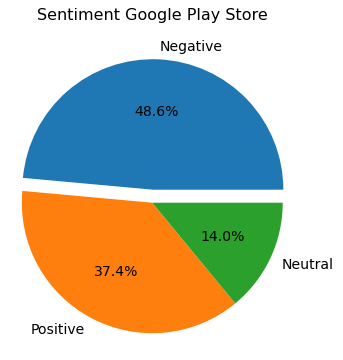 Sentiment Google Play Store
Negative
48.6%
14.0%
Neutral
37.4%
Positive